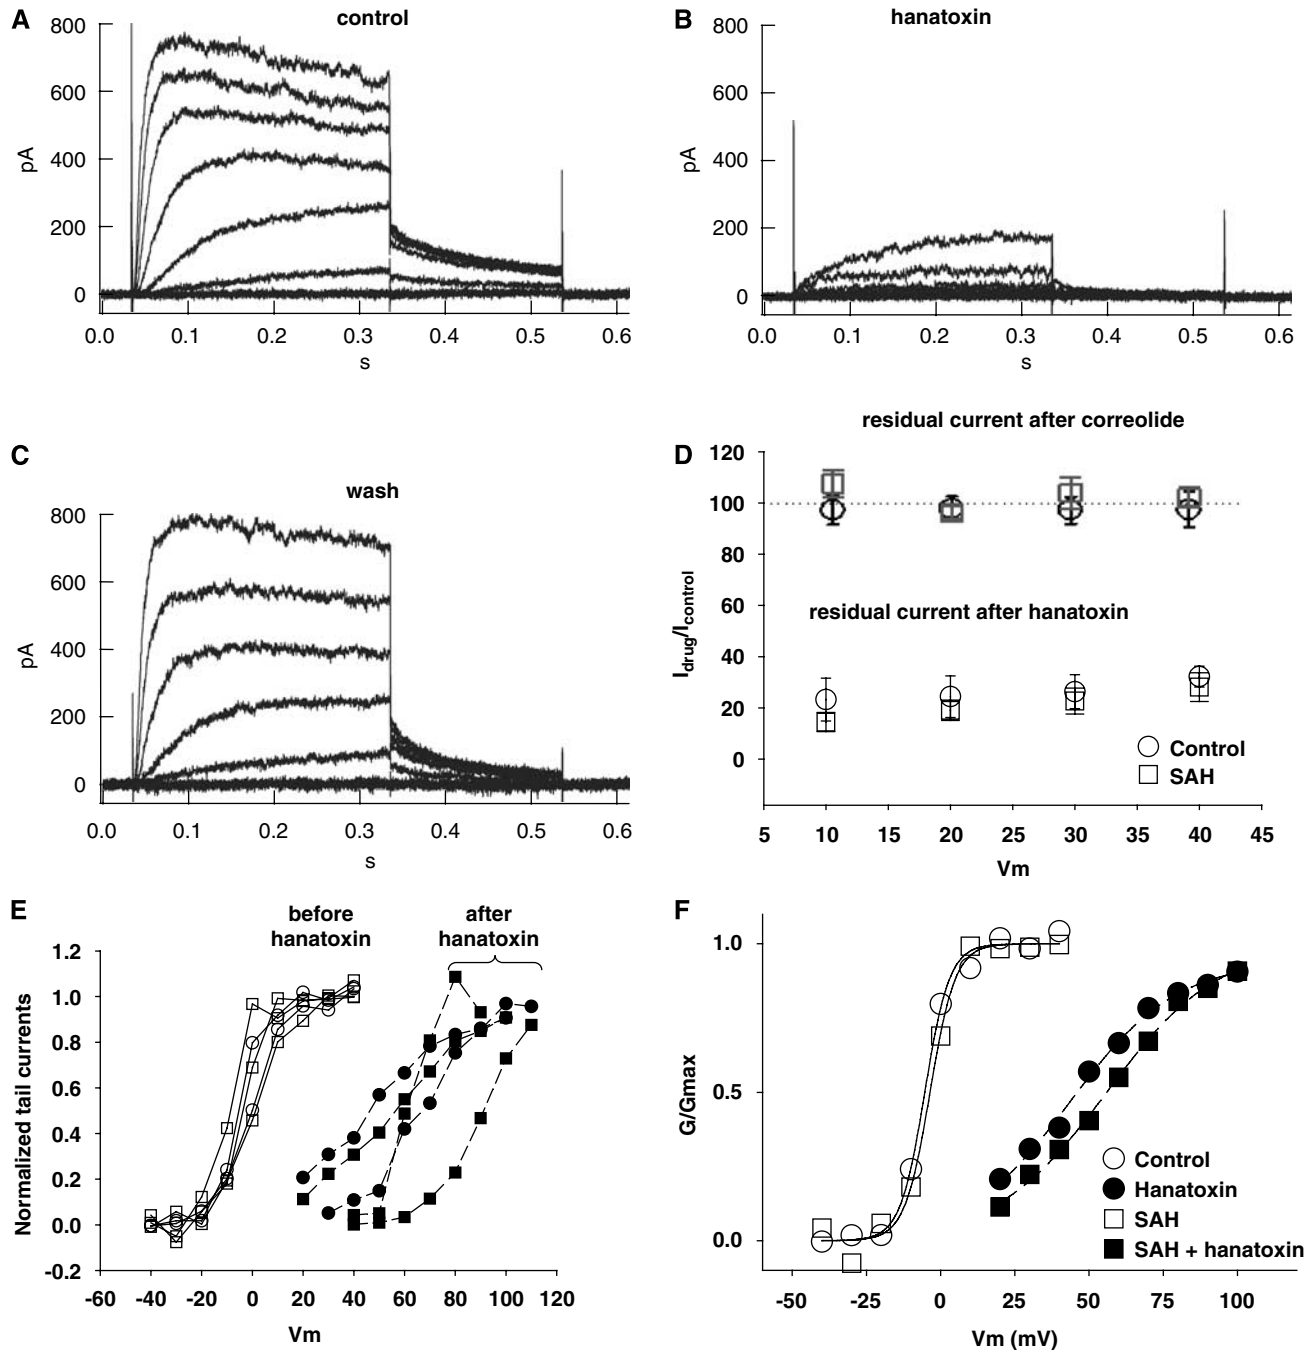 A
control
800
600
400
200
0
pA
0.0 0.1 0.2 0.3 0.4 0.5 0.6
s
B
hanatoxin
800
600
400
200
0
pA
0.0 0.1 0.2 0.3 0.4 0.5 0.6
s
C
wash
800
600
400
200
0
pA
0.0 0.1 0.2 0.3 0.4 0.5 0.6
s
residual current after correolide
D
120
100
80
60
40
20
0
Idrug/Icontrol
residual current after hanatoxin
Control
SAH
5 10 15 20 25 30 35 40 45
Vm
E
before
hanatoxin
after
hanatoxin
1.2
1.0
0.8
0.6
0.4
0.2
0.0
-0.2
Normalized tail currents
-60 -40 -20 0 20 40 60 80 100 120
Vm
F
1.0
0.5
0.0
G/Gmax
Control
Hanatoxin
SAH
SAH + hanatoxin
-50 -25 0 25 50 75 100
Vm (mV)